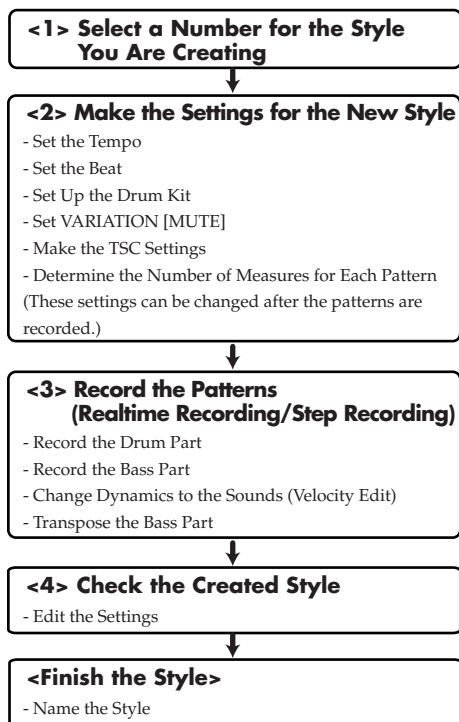 <1> Select a Number for the Style
You Are Creating
<2> Make the Settings for the New Style
- Set the Tempo
- Set the Beat
- Set Up the Drum Kit
- Set VARIATION [MUTE]
- Make the TSC Settings
- Determine the Number of Measures for Each Pattern
(These settings can be changed after the patterns are
recorded.)
<3> Record the Patterns
(Realtime Recording/Step Recording)
- Record the Drum Part
- Record the Bass Part
- Change Dynamics to the Sounds (Velocity Edit)
- Transpose the Bass Part
<4> Check the Created Style
- Edit the Settings
<Finish the Style>
- Name the Style